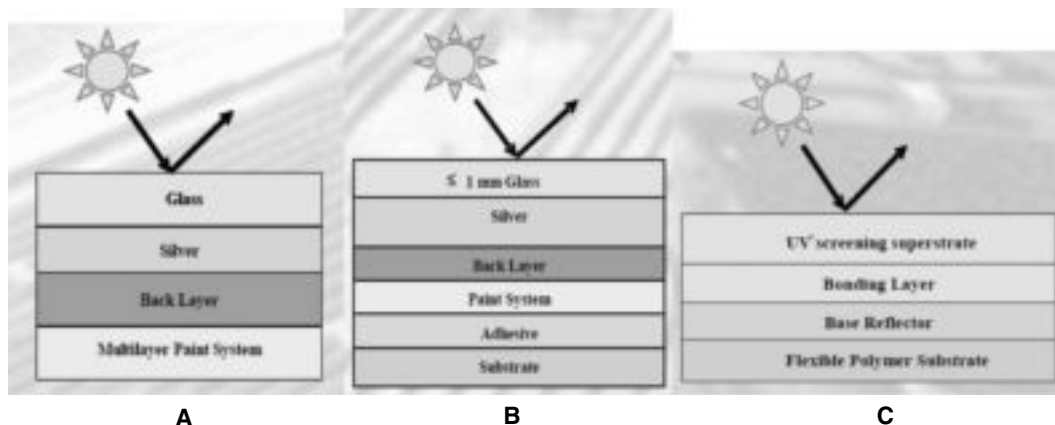 Glass
Silver
Back Layer
Multilayer Paint System
A
≤ 1 mm Glass
Silver
Back Layer
Paint System
Adhesive
Substrate
B
UV screening superstrate
Bonding Layer
Base Reflector
Flexible Polymer Substrate
C